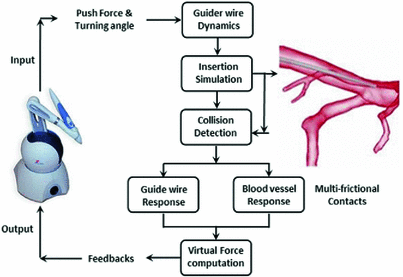 Push Force &
Turning angle
Guider wire
Dynamics
Input
Insertion
Simulation
Collision
Detection
Guide wire
Response
Blood vessel
Response
Multi-frictional
Contacts
Output
Feedbacks
Virtual Force
computation